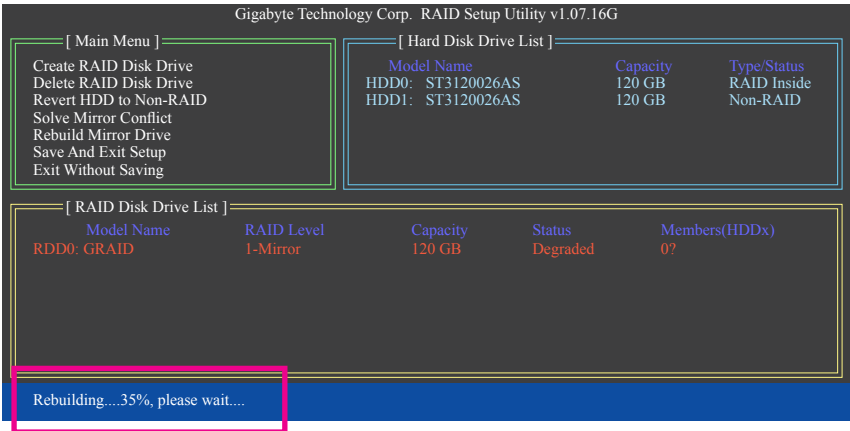 Gigabyte Technology Corp. RAID Setup Utility v1.07.16G
[ Main Menu ]
Create RAID Disk Drive
Delete RAID Disk Drive
Revert HDD to Non-RAID
Solve Mirror Conflict
Rebuild Mirror Drive
Save And Exit Setup
Exit Without Saving
[ Hard Disk Drive List ]
Model Name Capacity Type/Status
HDD0: ST3120026AS 120 GB RAID Inside
HDD1: ST3120026AS 120 GB Non-RAID
[ RAID Disk Drive List ]
Model Name RAID Level Capacity Status Members(HDDx)
RDD0: GRAID 1-Mirror 120 GB Degraded 0?
Rebuilding....35%, please wait....